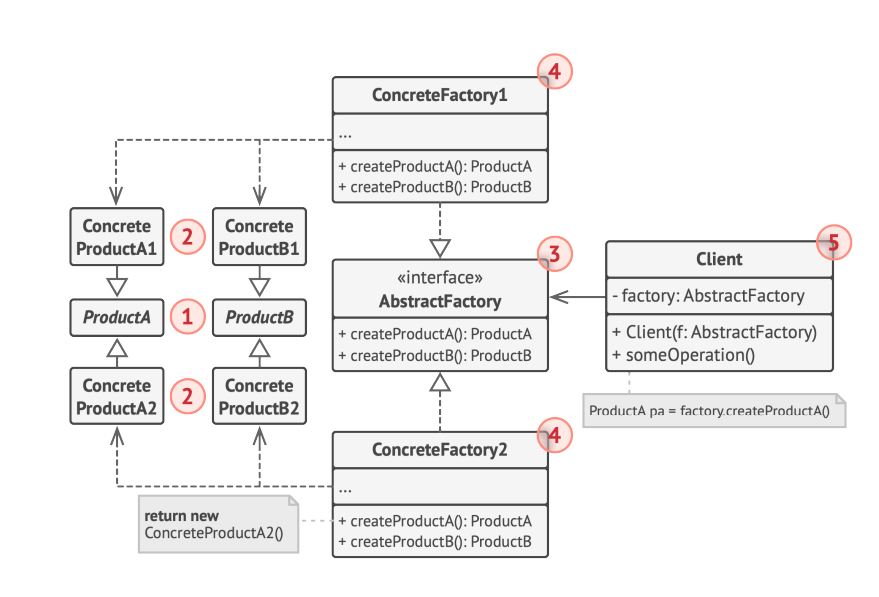 4
ConcreteFactory1
...
+ createProductA(): ProductA
+ createProductB(): ProductB
Concrete
ProductA1
2
Concrete
ProductB1
3
«interface»
AbstractFactory
+ createProductA(): ProductA
+ createProductB(): ProductB
5
Client
- factory: AbstractFactory
+ Client(f: AbstractFactory)
+ someOperation()
ProductA
1
ProductB
Concrete
ProductA2
2
Concrete
ProductB2
ProductA pa = factory.createProductA()
4
ConcreteFactory2
...
+ createProductA(): ProductA
+ createProductB(): ProductB
return new
ConcreteProductA2()